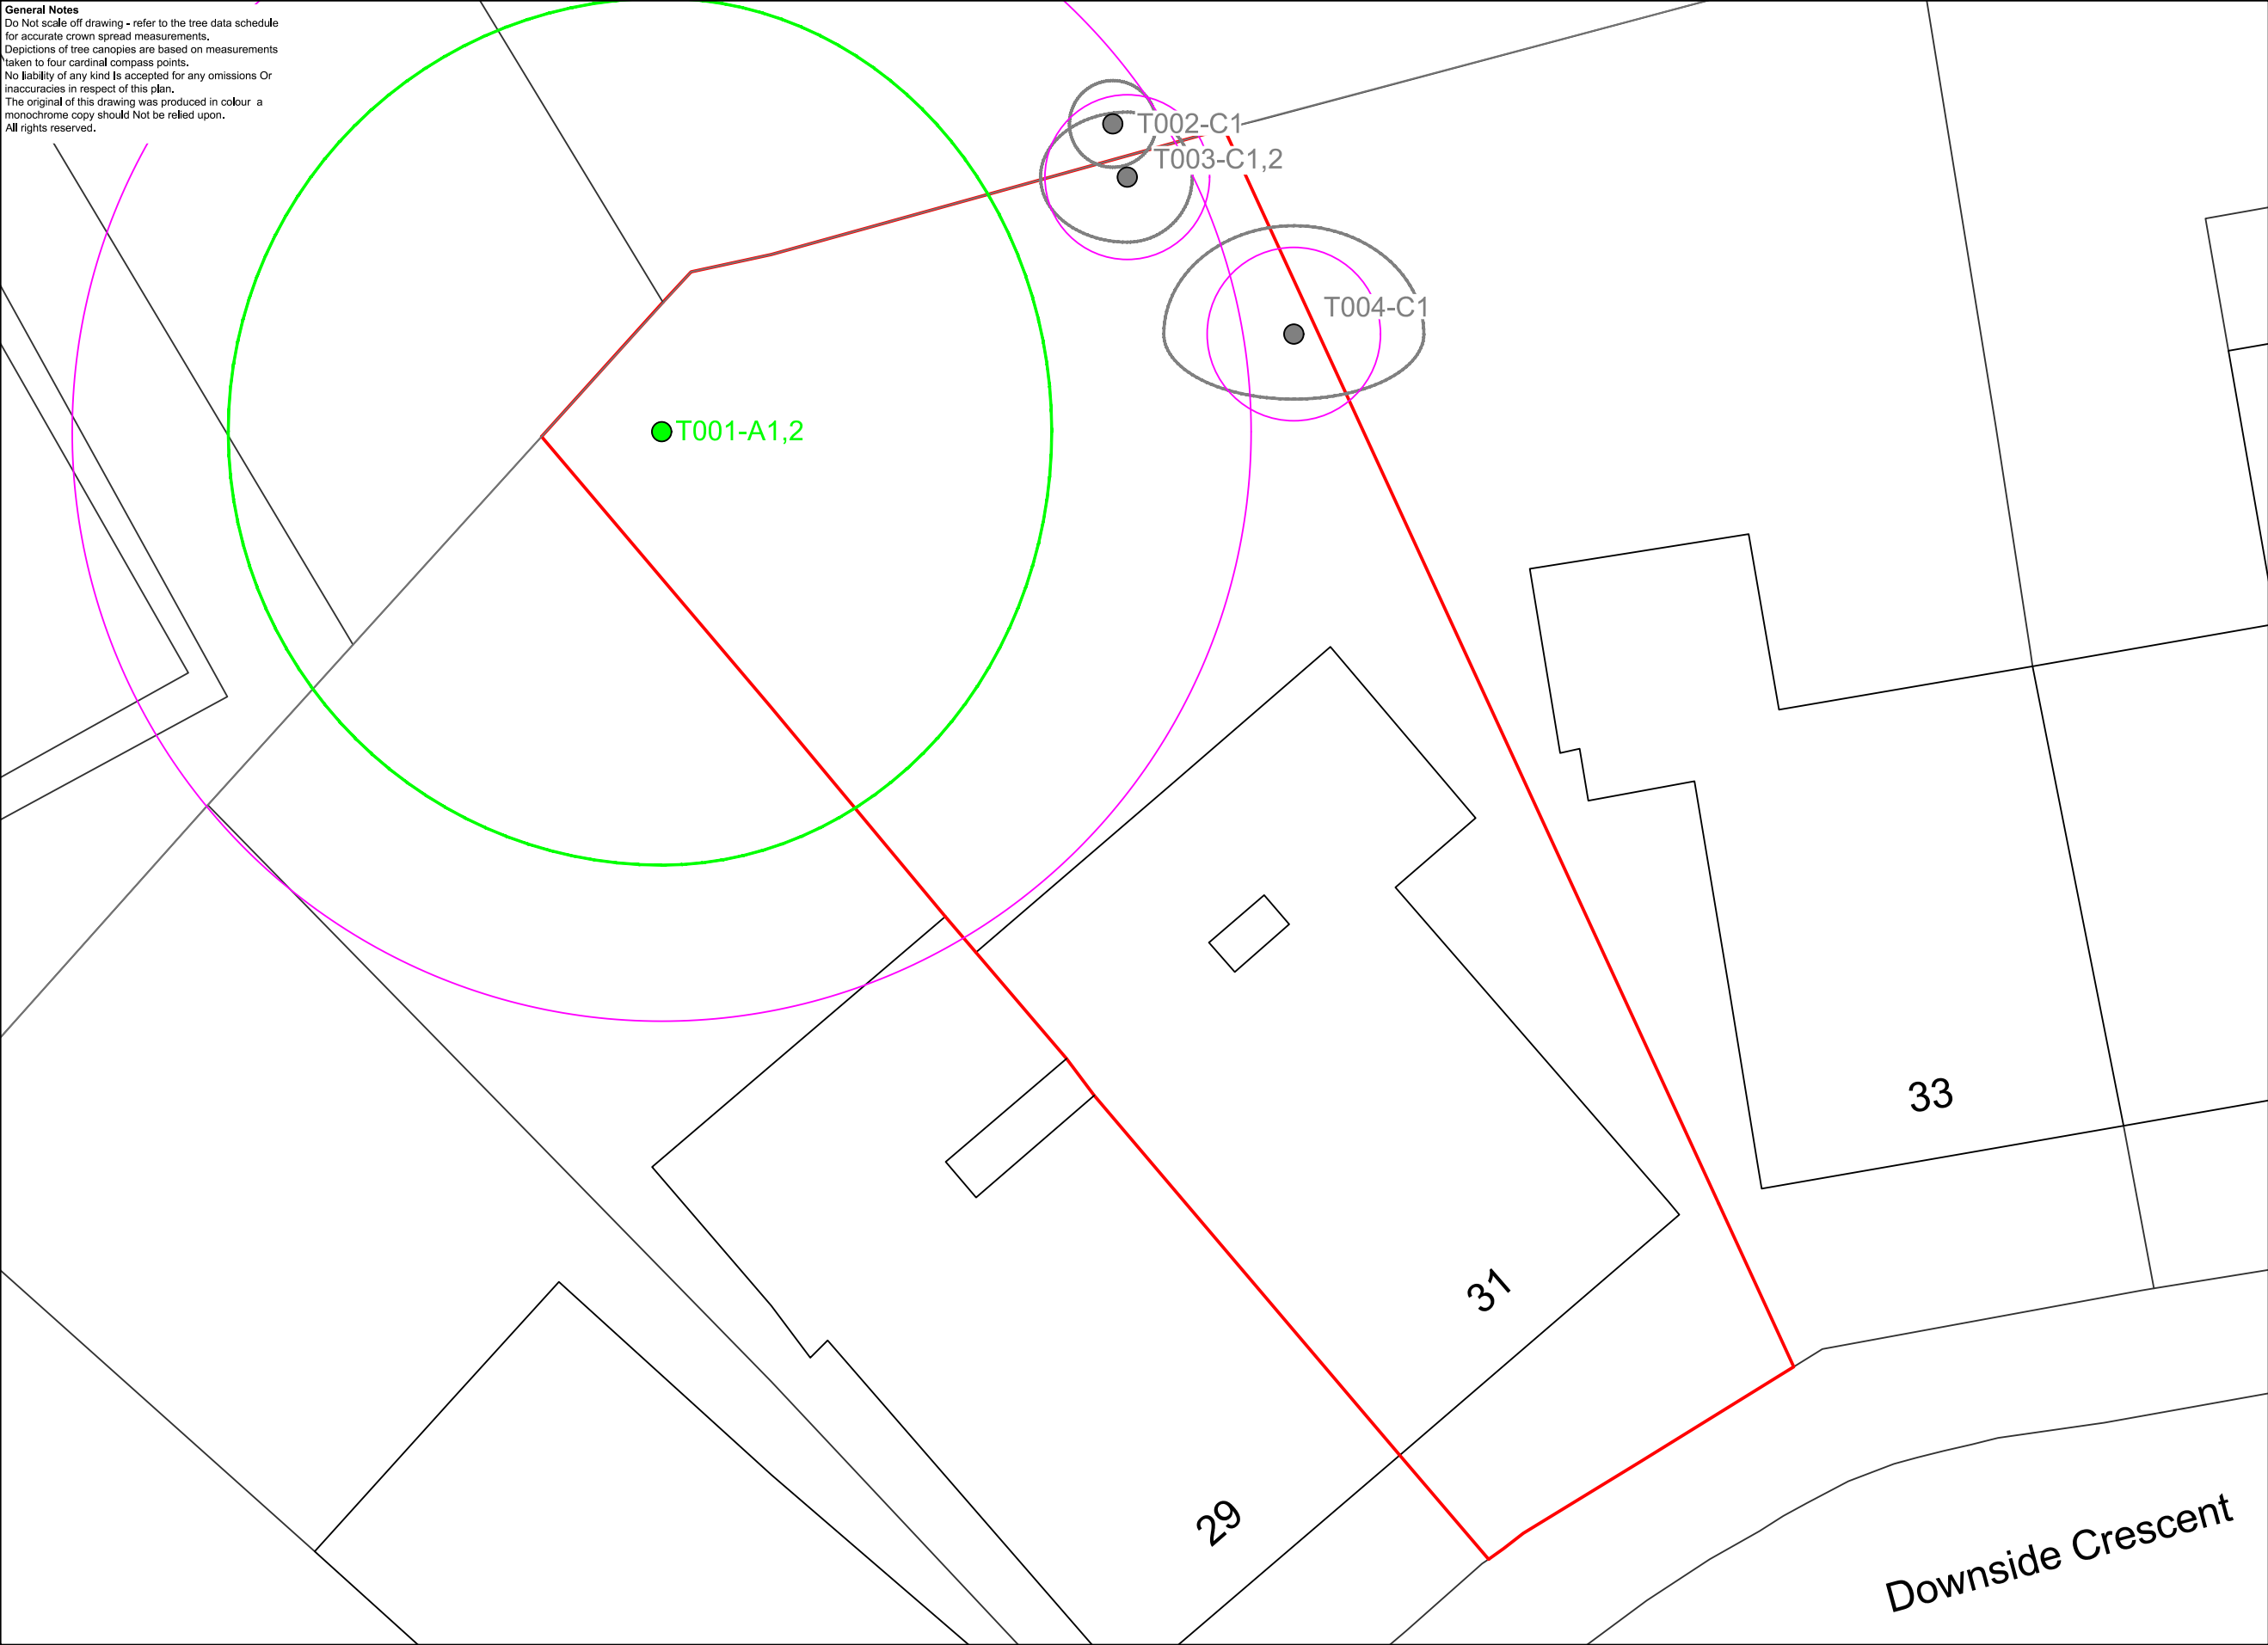 General Notes
Do Not scale off drawing - refer to the tree data schedule
for accurate crown spread measurements.
Depictions of tree canopies are based on measurements
taken to four cardinal compass points.
No liability of any kind Is accepted for any omissions Or
inaccuracies in respect of this plan.
The original of this drawing was produced in colour a
monochrome copy should Not be relied upon.
All rights reserved.
T002-C1
T003-C1,2
T004-C1
T001-A1,2
33
31
29
Downside Crescent